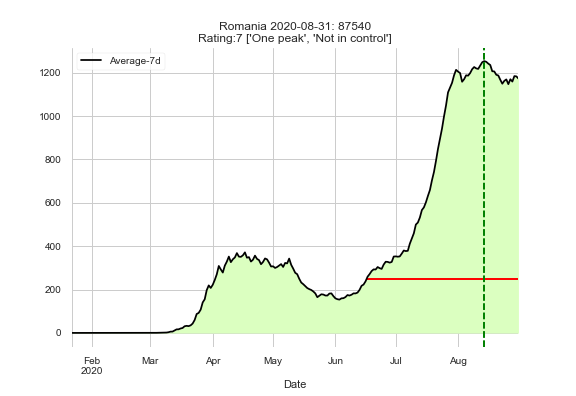 Romania 2020-08-31: 87540
Rating:7 ['One peak', 'Not in control']
Average-7d
1200
1000
800
600
400
200
0
Feb
2020
Mar
Apr
May
Jun
Jul
Aug
Date